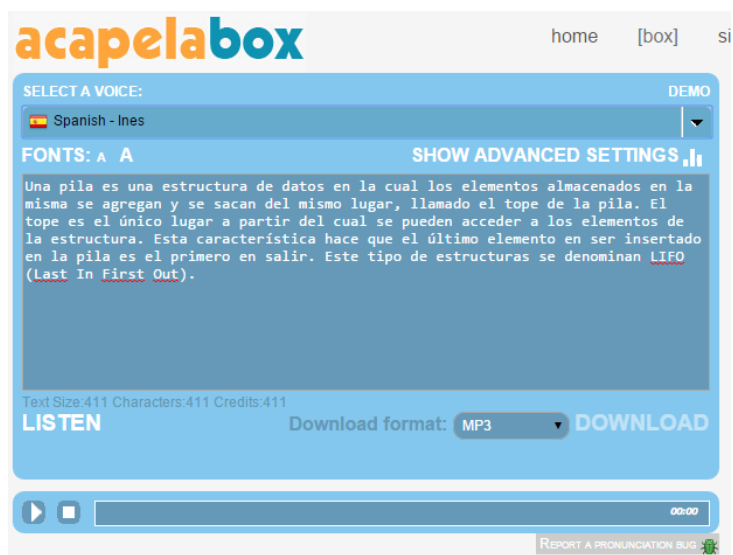 acapelabox
home [box] si
SELECT A VOICE: DEMO
Spanish - Ines
FONTS: A A SHOW ADVANCED SETTINGS
Una pila es una estructura de datos en la cual los elementos almacenados en la
misma se agregan y se sacan del mismo lugar, llamado el tope de la pila. El
tope es el único lugar a partir del cual se pueden acceder a los elementos de
la estructura. Esta característica hace que el último elemento en ser insertado
en la pila es el primero en salir. Este tipo de estructuras se denominan LIFO
(Last In First Out).
Text Size:411 Characters:411 Credits:411
LISTEN Download format: MP3 DOWNLOAD
00:00
REPORT A PRONUNCIATION BUG